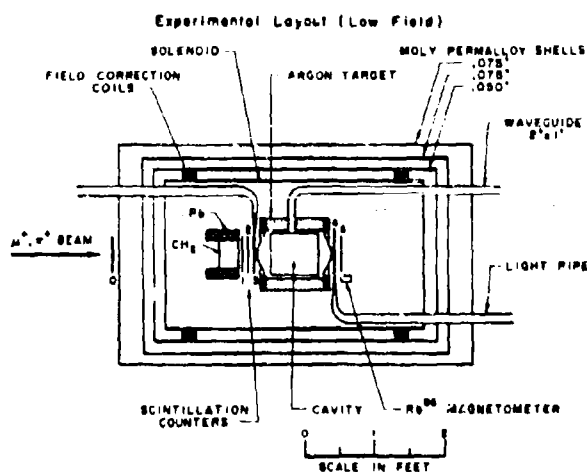 Experimental Layout (Low Field)
SOLENOID
MOLY PERMALLOY SHELLS
FIELD CORRECTION
COILS
ARGON TARGET
.075"
.075"
.050"
WAVEGUIDE
2"x1"
Pb
μ+, π+ BEAM
CH2
LIGHT PIPE
SCINTILLATION
COUNTERS
CAVITY
MAGNETOMETER
0 1 2
SCALE IN FEET